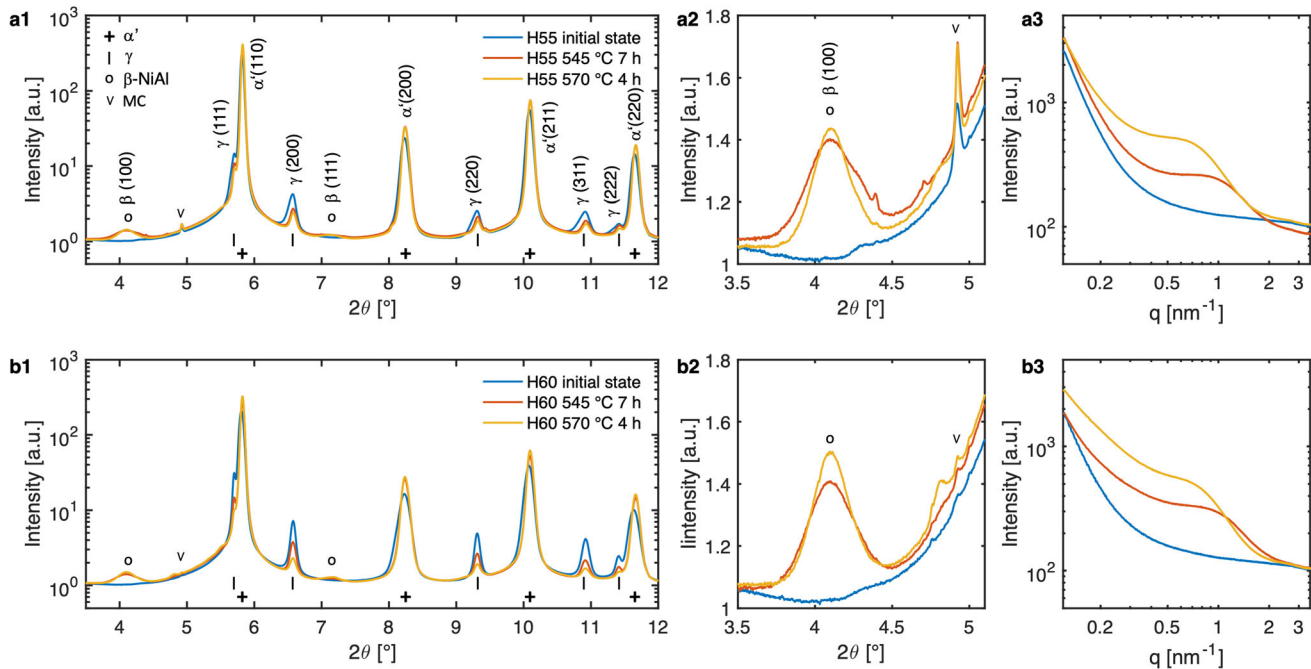 a1
10³
10²
10¹
10⁰
Intensity [a.u.]
+ α'
| γ
o β-NiAl
v MC
H55 initial state
H55 545 °C 7 h
H55 570 °C 4 h
β (100)
o
v
γ (111)
α'(110)
γ (200)
β (111)
o
α'(200)
γ (220)
α'(211)
γ (311)
γ (222)
α'(220)
4 5 6 7 8 9 10 11 12
2θ [°]
a2
1.8
1.6
1.4
1.2
1
Intensity [a.u.]
o β (100)
v
3.5 4 4.5 5
2θ [°]
a3
10³
10²
Intensity [a.u.]
0.2 0.5 1 2 3
q [nm⁻¹]
b1
10³
10²
10¹
10⁰
Intensity [a.u.]
H60 initial state
H60 545 °C 7 h
H60 570 °C 4 h
o
v
o
4 5 6 7 8 9 10 11 12
2θ [°]
b2
1.8
1.6
1.4
1.2
1
Iintensity [a.u.]
o
v
3.5 4 4.5 5
2θ [°]
b3
10³
10²
Intensity [a.u.]
0.2 0.5 1 2 3
q [nm⁻¹]